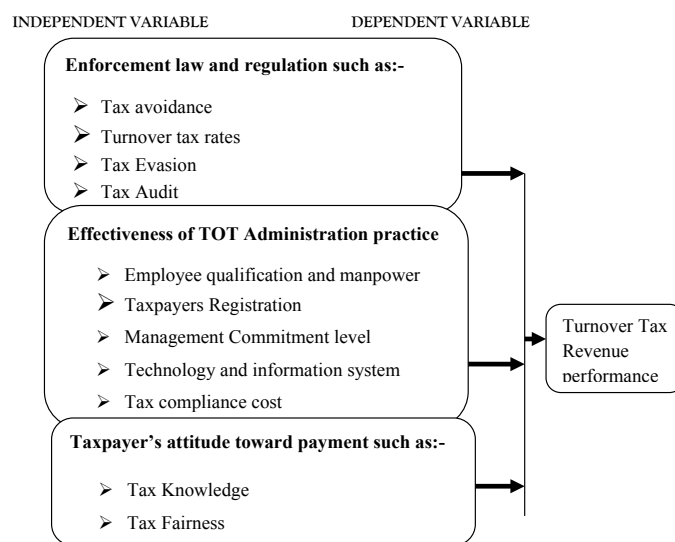 INDEPENDENT VARIABLE DEPENDENT VARIABLE
Enforcement law and regulation such as:-
➢ Tax avoidance
➢ Turnover tax rates
➢ Tax Evasion
➢ Tax Audit
Effectiveness of TOT Administration practice
➢ Employee qualification and manpower
➢ Taxpayers Registration
➢ Management Commitment level
➢ Technology and information system
➢ Tax compliance cost
Taxpayer's attitude toward payment such as:-
➢ Tax Knowledge
➢ Tax Fairness
Turnover Tax
Revenue
performance